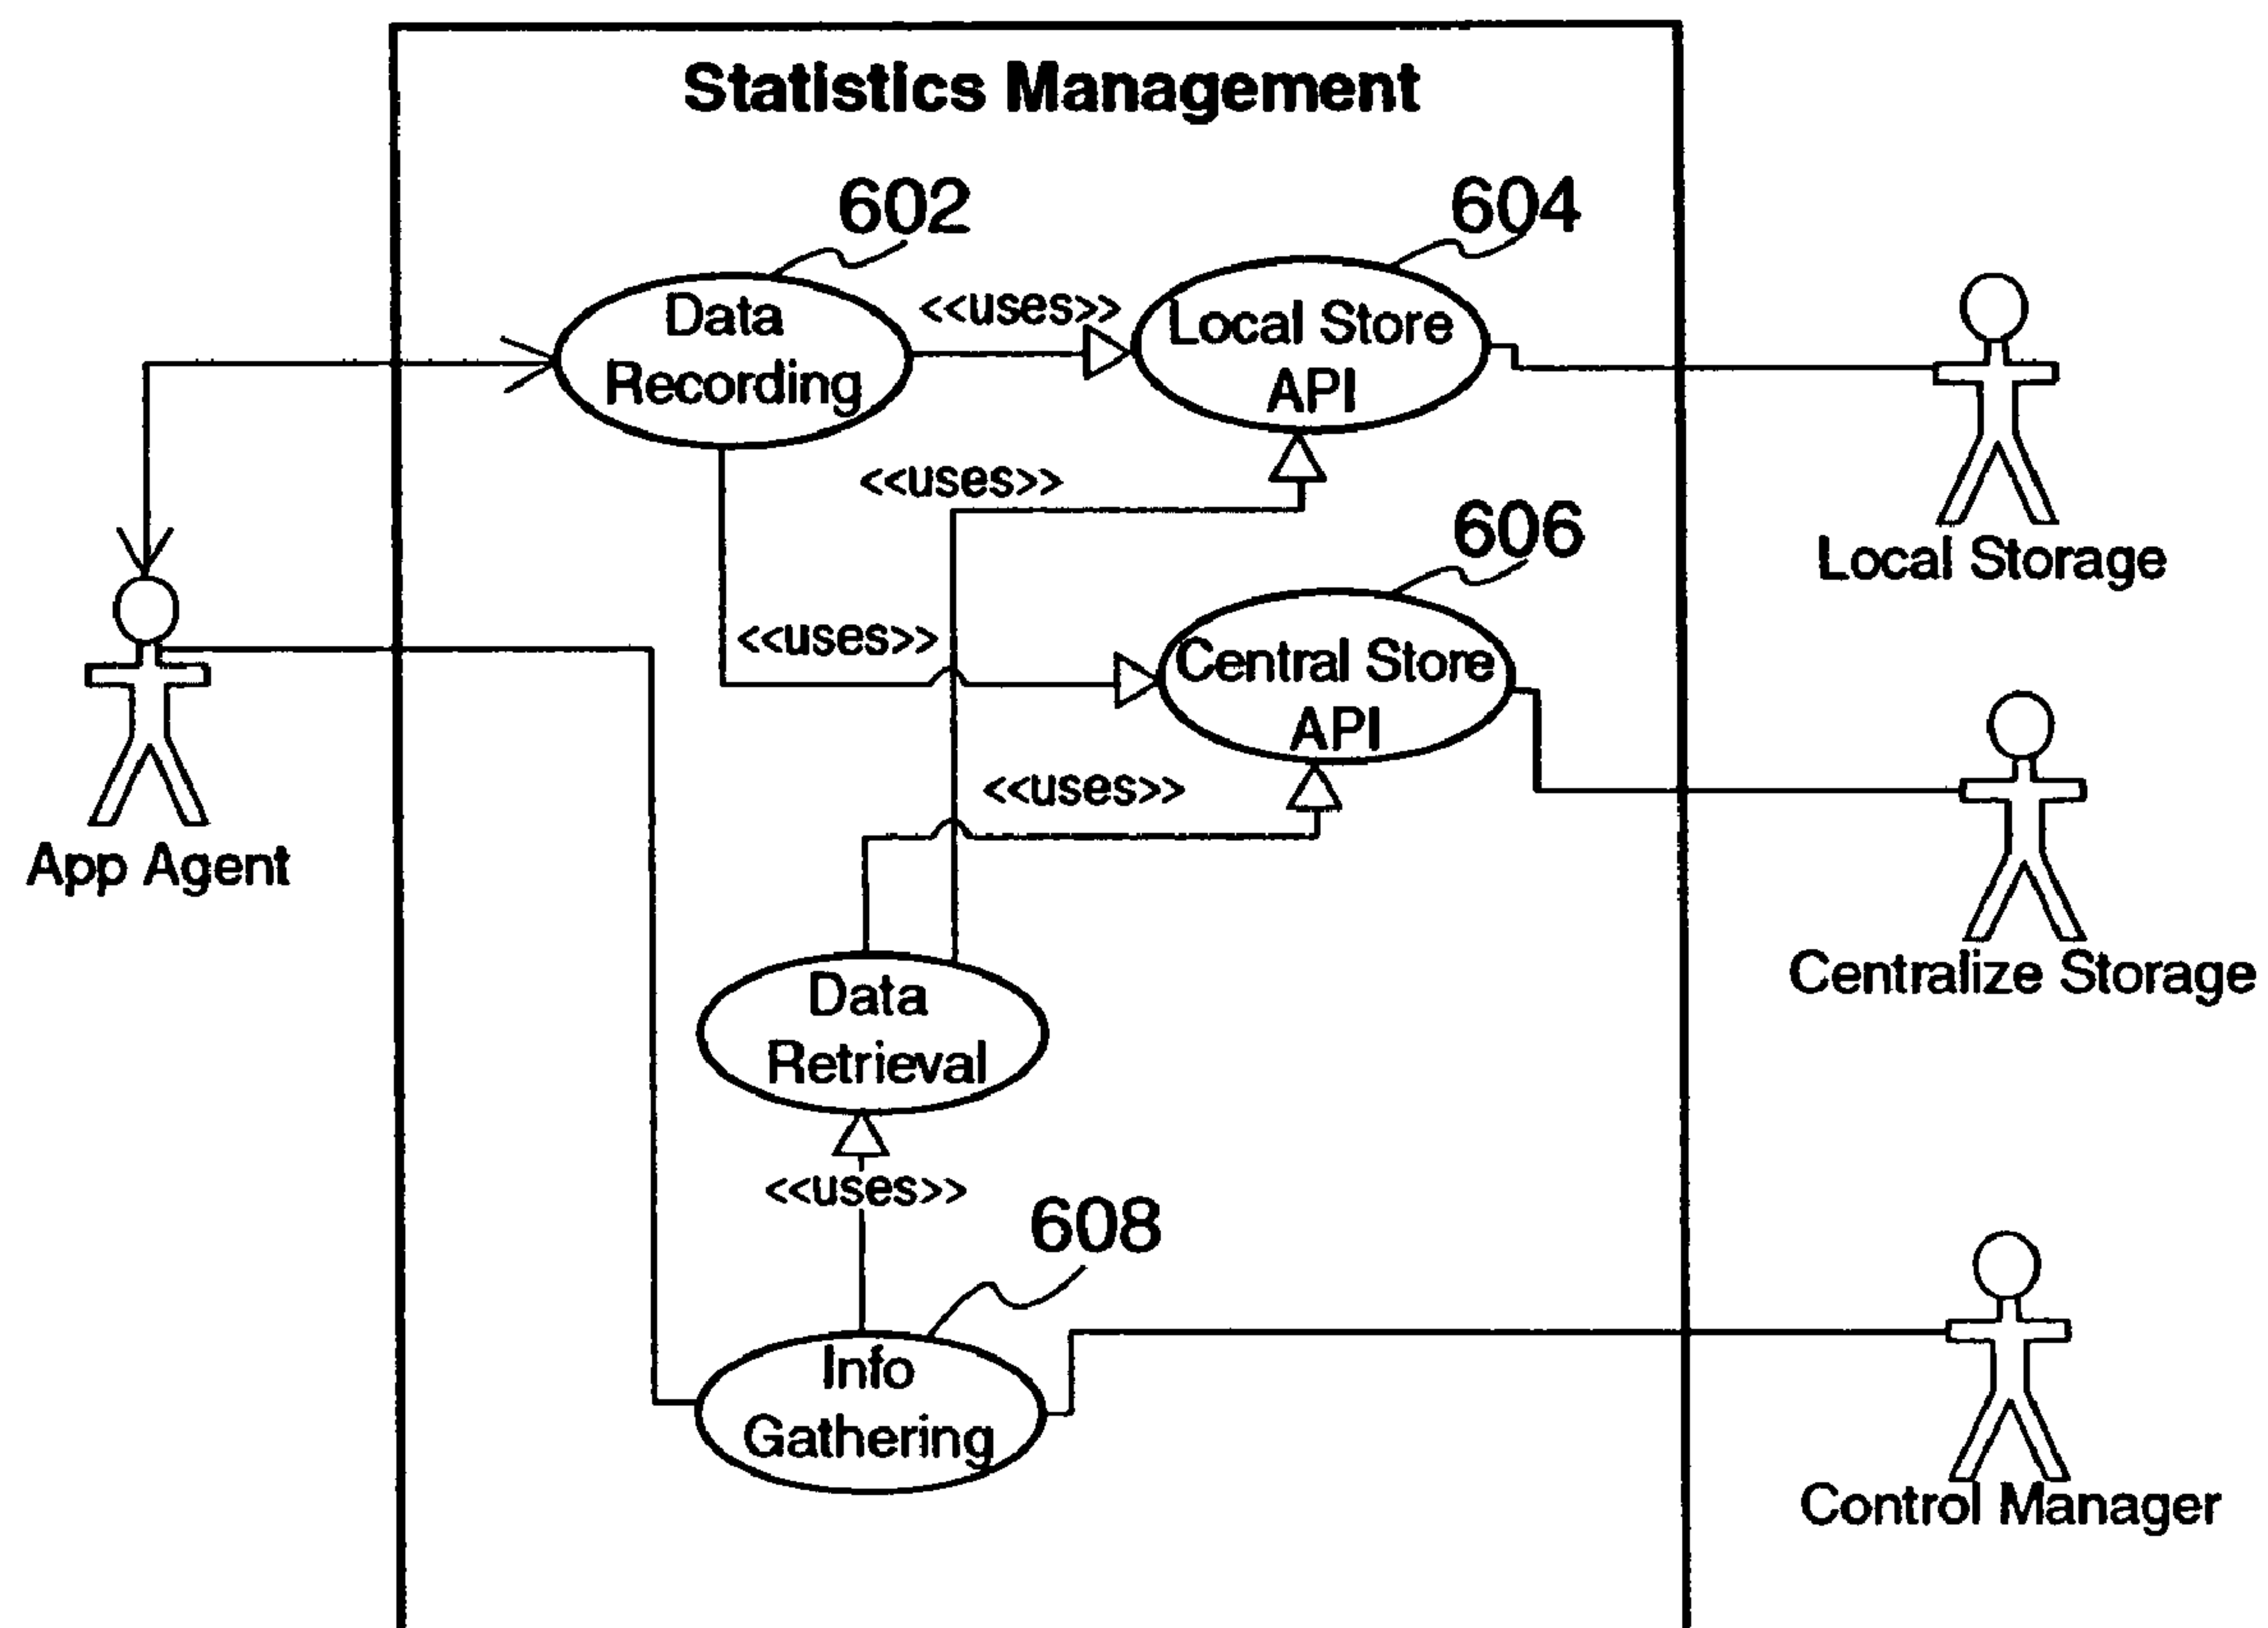 Statistics Management
602
604
Data
Recording
<<uses>>
Local Store
API
<<uses>>
606
Local Storage
<<uses>>
Central Store
API
<<uses>>
App Agent
Centralize Storage
Data
Retrieval
<<uses>>
608
Info
Gathering
Control Manager